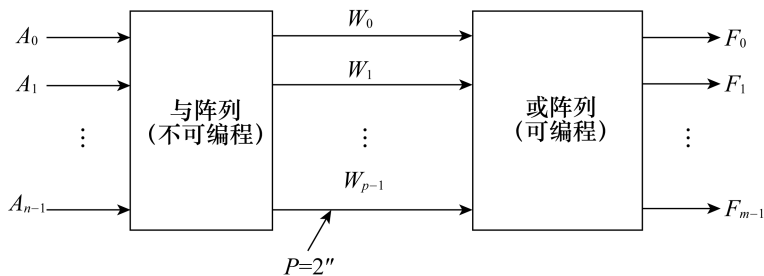 A₀
A₁
⋮
Aₙ₋₁
与阵列
(不可编程)
W₀
W₁
⋮
Wₚ₋₁
P=2″
或阵列
(可编程)
F₀
F₁
⋮
Fₘ₋₁